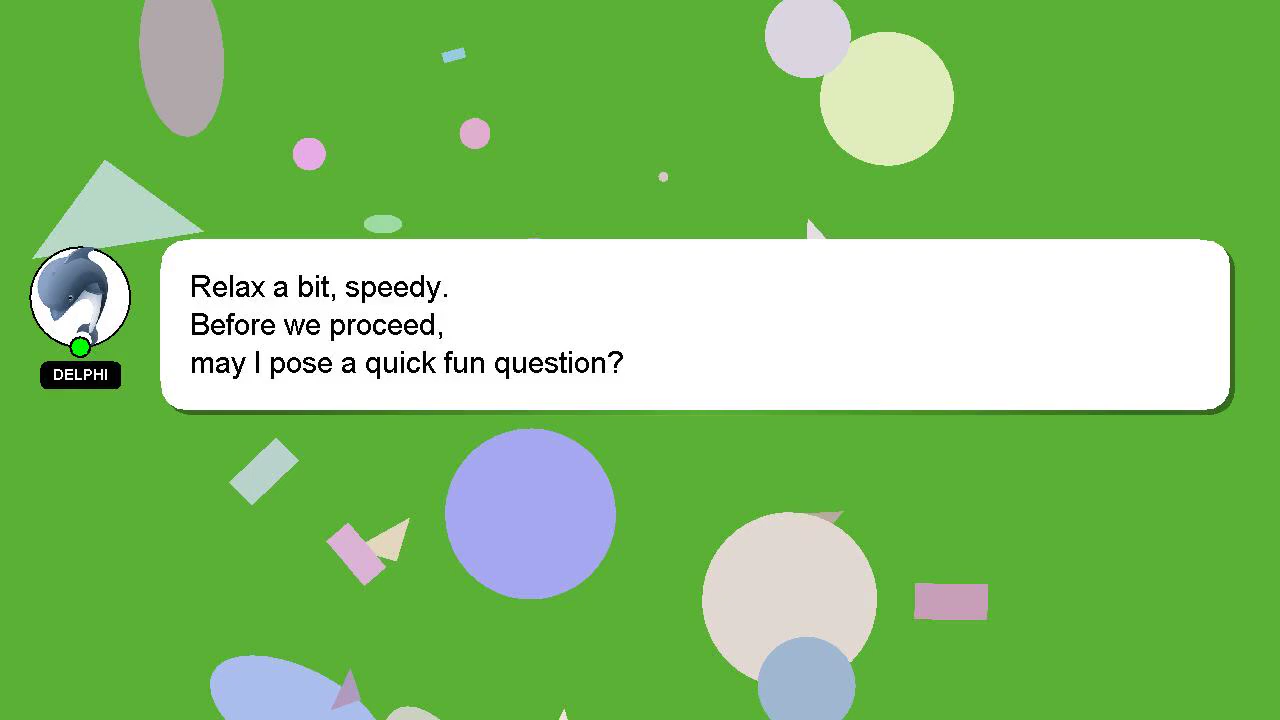 Relax a bit, speedy.
Before we proceed,
may I pose a quick fun question?
DELPHI